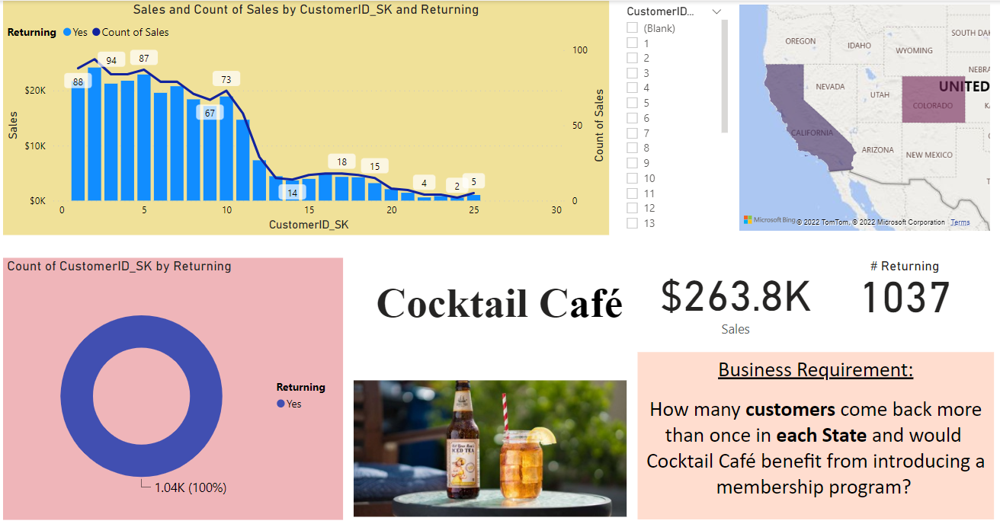 Sales and Count of Sales by CustomerID_SK and Returning
Returning Yes Count of Sales
Sales
$20K
$10K
$0K
88
94
87
67
73
14
18
15
4
2
5
100
50
0
Count of Sales
0 5 10 15 20 25 30
CustomerID_SK
CustomerID...
(Blank)
1
2
3
4
5
6
7
8
9
10
11
12
13
OREGON
IDAHO
WYOMING
SOUTH DA
NEBRA
NEVADA
UTAH
UNITED
COLORADO
CALIFORNIA
ARIZONA
NEW MEXICO
Microsoft Bing
© 2022 TomTom, © 2022 Microsoft Corporation Terms
Count of CustomerID_SK by Returning
Returning
Yes
1.04K (100%)
Cocktail Café
$263.8K
Sales
# Returning
1037
ICED TEA
Business Requirement:
How many customers come back more
than once in each State and would
Cocktail Café benefit from introducing a
membership program?